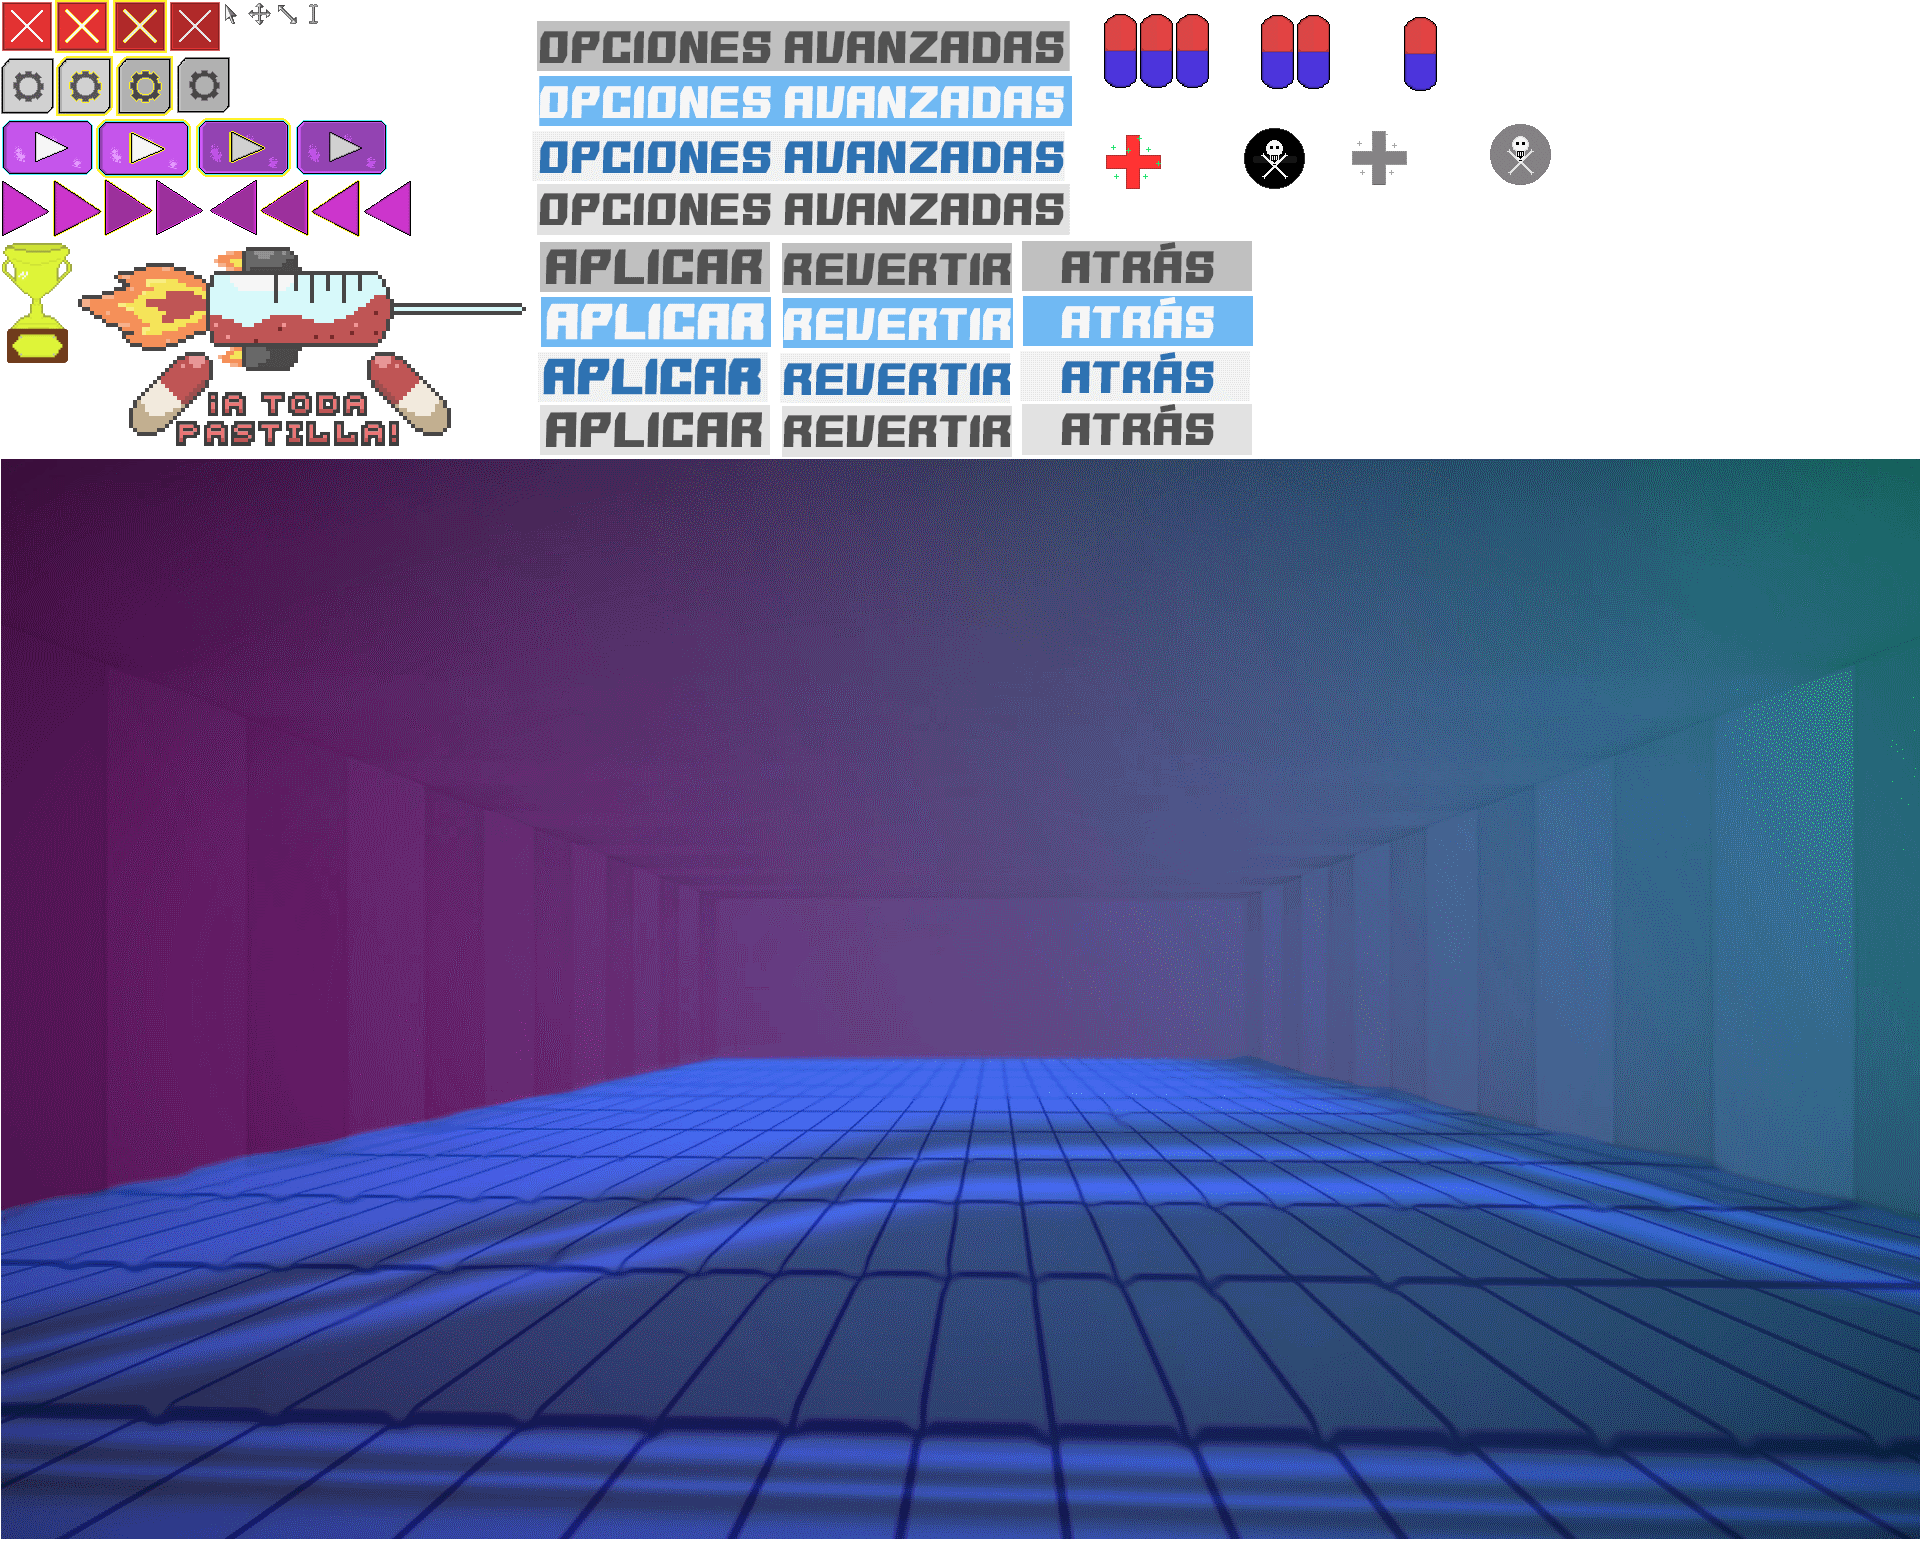 OPCIONES AVANZADAS
OPCIONES AVANZADAS
OPCIONES AVANZADAS
OPCIONES AVANZADAS
APLICAR REVERTIR ATRÁS
APLICAR REVERTIR ATRÁS
APLICAR REVERTIR ATRÁS
APLICAR REVERTIR ATRÁS
¡A TODA
PASTILLA!